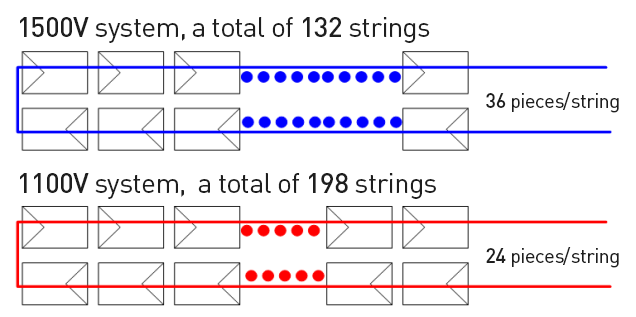 1500V system, a total of 132 strings
36 pieces/string
1100V system, a total of 198 strings
24 pieces/string